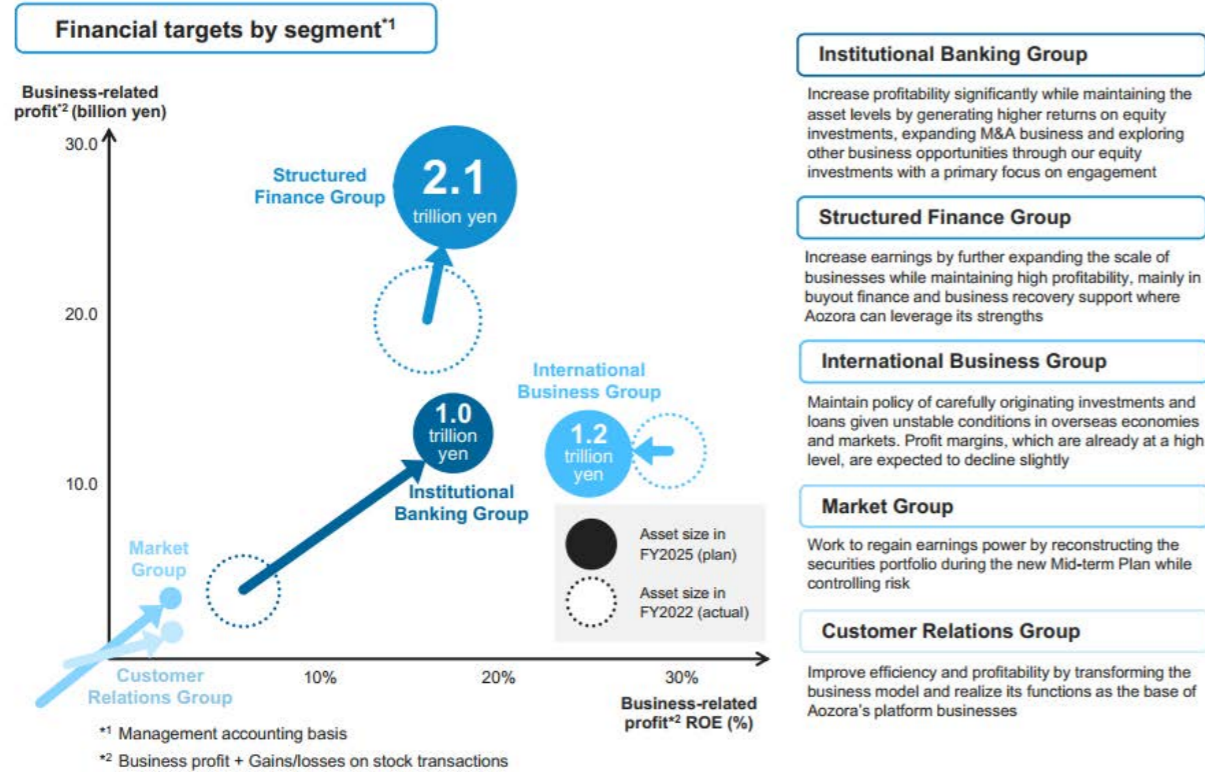 Financial targets by segment*1
Business-related
profit*2 (billion yen)
30.0
20.0
10.0
Structured
Finance Group
2.1
trillion yen
International
Business Group
1.0
trillion
yen
1.2
trillion
yen
Institutional
Banking Group
Market
Group
Customer
Relations Group
Asset size in
FY2025 (plan)
Asset size in
FY2022 (actual)
10%
20%
30%
Business-related
profit*2 ROE (%)
*1 Management accounting basis
*2 Business profit + Gains/losses on stock transactions
Institutional Banking Group
Increase profitability significantly while maintaining the
asset levels by generating higher returns on equity
investments, expanding M&A business and exploring
other business opportunities through our equity
investments with a primary focus on engagement
Structured Finance Group
Increase earnings by further expanding the scale of
businesses while maintaining high profitability, mainly in
buyout finance and business recovery support where
Aozora can leverage its strengths
International Business Group
Maintain policy of carefully originating investments and
loans given unstable conditions in overseas economies
and markets. Profit margins, which are already at a high
level, are expected to decline slightly
Market Group
Work to regain earnings power by reconstructing the
securities portfolio during the new Mid-term Plan while
controlling risk
Customer Relations Group
Improve efficiency and profitability by transforming the
business model and realize its functions as the base of
Aozora's platform businesses